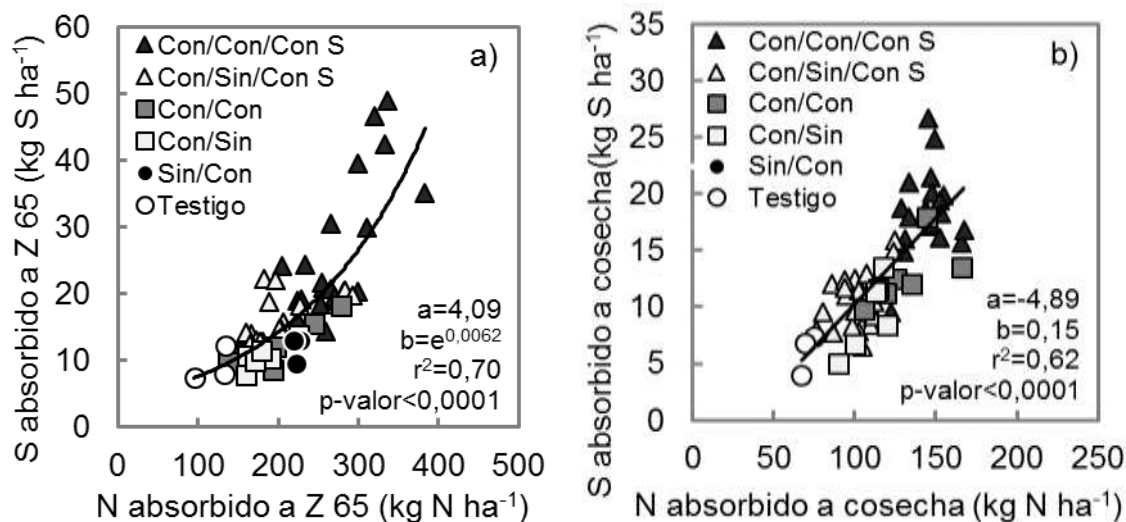 S absorbido a Z 65 (kg S ha⁻¹)
60
50
40
30
20
10
0
Con/Con/Con S
Con/Sin/Con S
Con/Con
Con/Sin
Sin/Con
Testigo
a)
a=4,09
b=e^0,0062
r²=0,70
p-valor<0,0001
0 100 200 300 400 500
N absorbido a Z 65 (kg N ha⁻¹)
S absorbido a cosecha(kg S ha⁻¹)
35
30
25
20
15
10
5
0
Con/Con/Con S
Con/Sin/Con S
Con/Con
Con/Sin
Sin/Con
Testigo
b)
a=-4,89
b=0,15
r²=0,62
p-valor<0,0001
0 50 100 150 200 250
N absorbido a cosecha (kg N ha⁻¹)